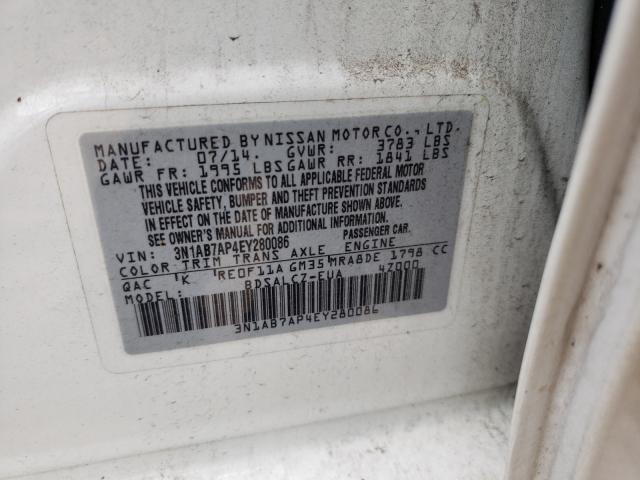 MANUFACTURED BY NISSAN MOTOR CO., LTD.
DATE: 07/14. GVWR: 3783 LBS
GAWR FR: 1995 LBS GAWR RR: 1841 LBS
THIS VEHICLE CONFORMS TO ALL APPLICABLE FEDERAL MOTOR
VEHICLE SAFETY, BUMPER AND THEFT PREVENTION STANDARDS
IN EFFECT ON THE DATE OF MANUFACTURE SHOWN ABOVE.
SEE OWNER'S MANUAL FOR ADDITIONAL INFORMATION.
VIN: 3N1AB7AP4EY280086 PASSENGER CAR.
COLOR TRIM TRANS AXLE ENGINE
QAC K RE0F11A GM35 MRA8DE 1798 CC
MODEL: BDSALCZ-EUA 4Z000
3N1AB7AP4EY280086